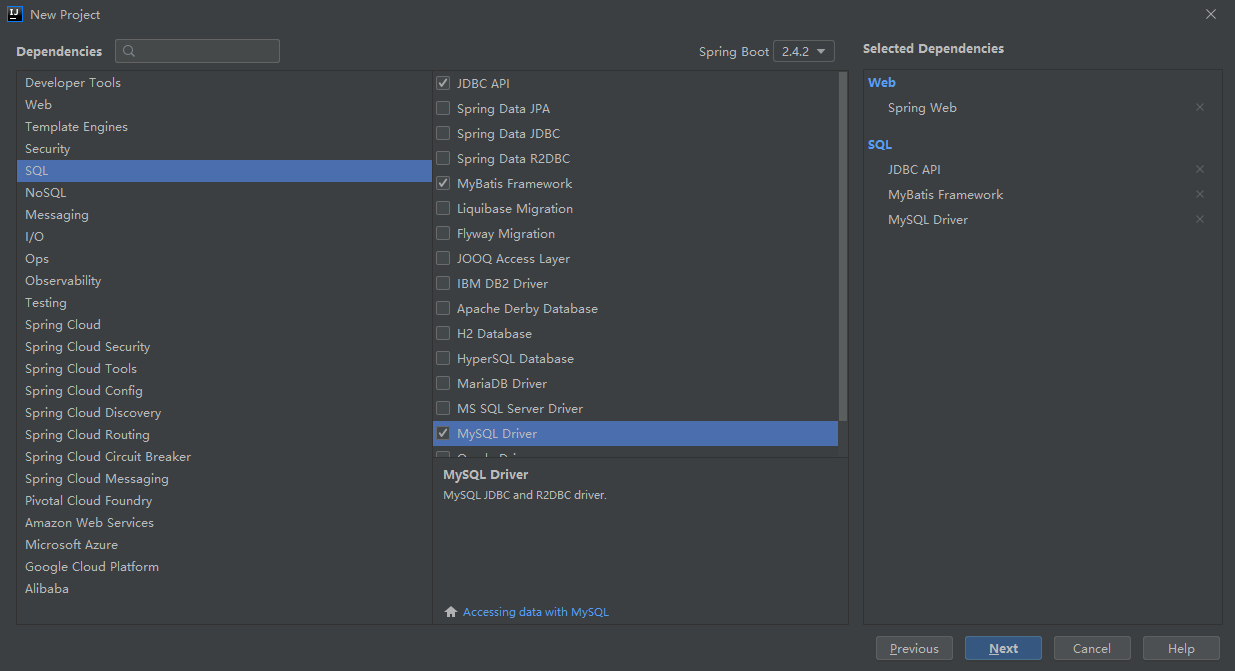 New Project
Dependencies
Spring Boot 2.4.2
Selected Dependencies
Developer Tools
Web
Template Engines
Security
SQL
NoSQL
Messaging
I/O
Ops
Observability
Testing
Spring Cloud
Spring Cloud Security
Spring Cloud Tools
Spring Cloud Config
Spring Cloud Discovery
Spring Cloud Routing
Spring Cloud Circuit Breaker
Spring Cloud Messaging
Pivotal Cloud Foundry
Amazon Web Services
Microsoft Azure
Google Cloud Platform
Alibaba
JDBC API
Spring Data JPA
Spring Data JDBC
Spring Data R2DBC
MyBatis Framework
Liquibase Migration
Flyway Migration
JOOQ Access Layer
IBM DB2 Driver
Apache Derby Database
H2 Database
HyperSQL Database
MariaDB Driver
MS SQL Server Driver
MySQL Driver
MySQL Driver
MySQL JDBC and R2DBC driver.
Accessing data with MySQL
Web
Spring Web
SQL
JDBC API
MyBatis Framework
MySQL Driver
Previous
Next
Cancel
Help